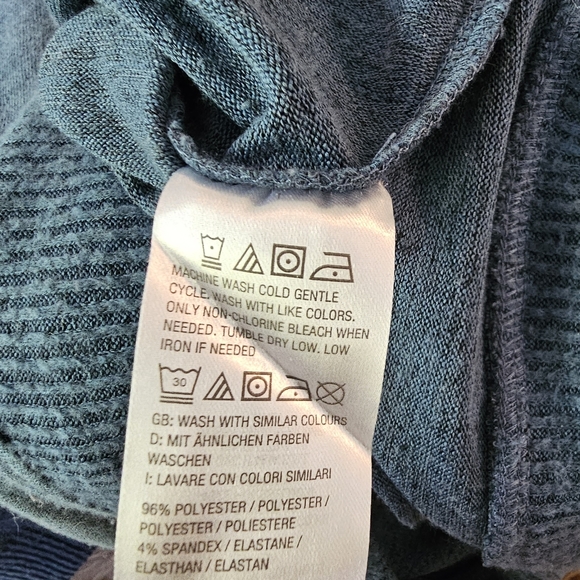 MACHINE WASH COLD GENTLE
CYCLE. WASH WITH LIKE COLORS.
ONLY NON-CHLORINE BLEACH WHEN
NEEDED. TUMBLE DRY LOW. LOW
IRON IF NEEDED
30
GB: WASH WITH SIMILAR COLOURS
D: MIT ÄHNLICHEN FARBEN
WASCHEN
I: LAVARE CON COLORI SIMILARI
96% POLYESTER / POLYESTER /
POLYESTER / POLIESTERE
4% SPANDEX / ELASTANE /
ELASTHAN / ELASTAN